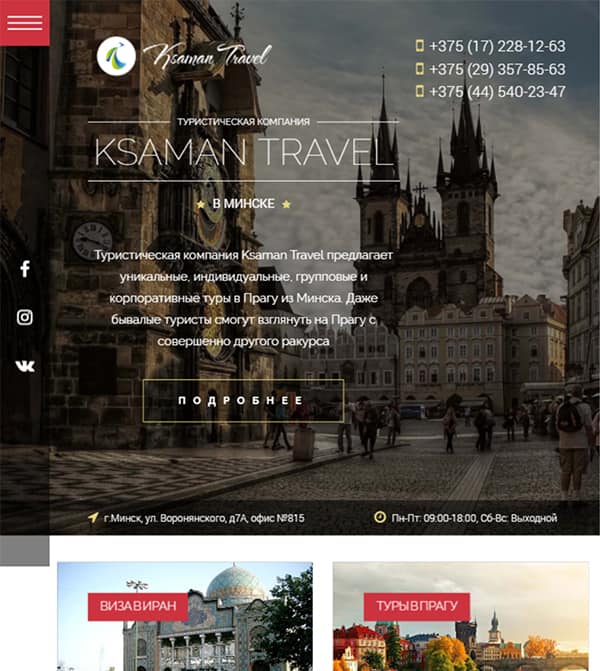 Ksaman Travel
+375 (17) 228-12-63
+375 (29) 357-85-63
+375 (44) 540-23-47
ТУРИСТИЧЕСКАЯ КОМПАНИЯ
KSAMAN TRAVEL
В МИНСКЕ
Туристическая компания Ksaman Travel предлагает
уникальные, индивидуальные, групповые и
корпоративные туры в Прагу из Минска. Даже
бывалые туристы смогут взглянуть на Прагу с
совершенно другого ракурса
ПОДРОБНЕЕ
г.Минск, ул. Воронянского, д7А, офис №815
Пн-Пт: 09:00-18:00, Сб-Вс: Выходной
ВИЗА В ИРАН
ТУРЫ В ПРАГУ